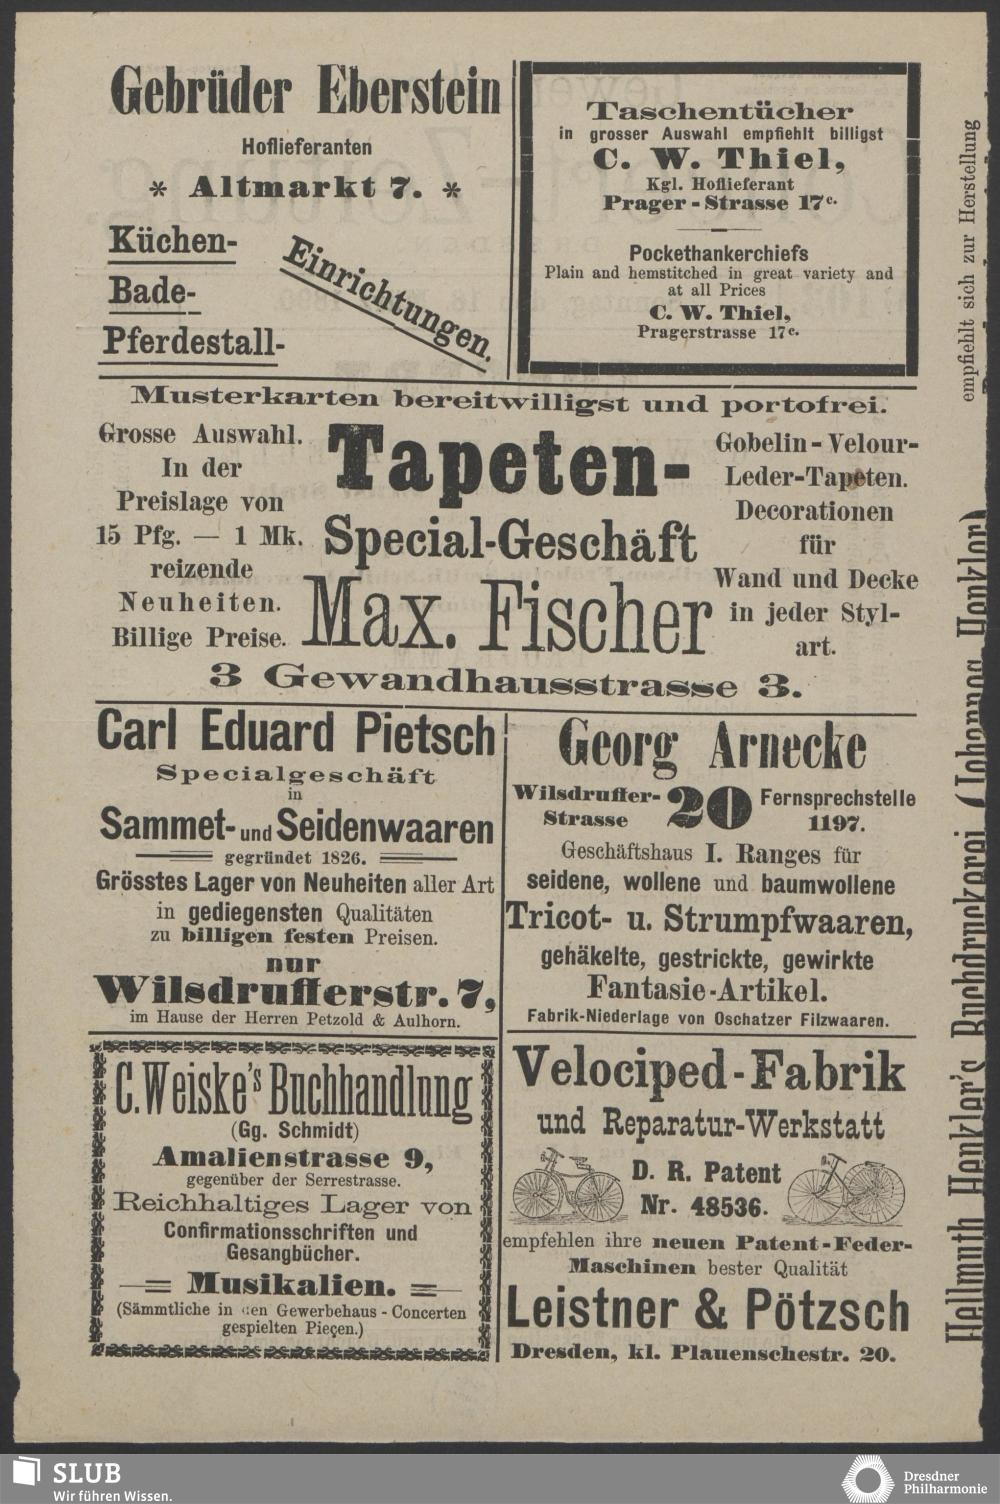 Gebrüder Eberstein
Hoflieferanten
* Altmarkt 7. *
Küchen-
Bade-
Pferdestall-
Einrichtungen.
Taschentücher
in grosser Auswahl empfiehlt billigst
C. W. Thiel,
Kgl. Hoflieferant
Prager-Strasse 17c.
Pockethankerchiefs
Plain and hemstitched in great variety and
at all Prices
C. W. Thiel,
Pragerstrasse 17c.
Musterkarten bereitwilligst und portofrei.
Grosse Auswahl.
In der
Preislage von
15 Pfg. — 1 Mk.
reizende
Neuheiten.
Billige Preise.
Tapeten-
Special-Geschäft
Max. Fischer
Gobelin-Velour-
Leder-Tapeten.
Decorationen
für
Wand und Decke
in jeder Styl-
art.
3 Gewandhausstrasse 3.
Carl Eduard Pietsch
Specialgeschäft
in
Sammet- und Seidenwaaren
gegründet 1826.
Grösstes Lager von Neuheiten aller Art
in gediegensten Qualitäten
zu billigen festen Preisen.
nur
Wilsdrufferstr. 7,
im Hause der Herren Petzold & Aulhorn.
Georg Arnecke
Wilsdruffer-
Strasse
20
Fernsprechstelle
1197.
Geschäftshaus I. Ranges für
seidene, wollene und baumwollene
Tricot- u. Strumpfwaaren,
gehäkelte, gestrickte, gewirkte
Fantasie-Artikel.
Fabrik-Niederlage von Oschatzer Filzwaaren.
C. Weiske's Buchhandlung
(Gg. Schmidt)
Amalienstrasse 9,
gegenüber der Serrestrasse.
Reichhaltiges Lager von
Confirmationsschriften und
Gesangbücher.
Musikalien.
(Sämmtliche in den Gewerbehaus-Concerten
gespielten Pieçen.)
Velociped-Fabrik
und Reparatur-Werkstatt
D. R. Patent
Nr. 48536.
empfehlen ihre neuen Patent-Feder-
Maschinen bester Qualität
Leistner & Pötzsch
Dresden, kl. Plauenschestr. 20.
Hellmuth Henkler's Buchdruckerei (Johannes Henkler)
empfiehlt sich zur Herstellung
SLUB
Wir führen Wissen.
Dresdner
Philharmonie